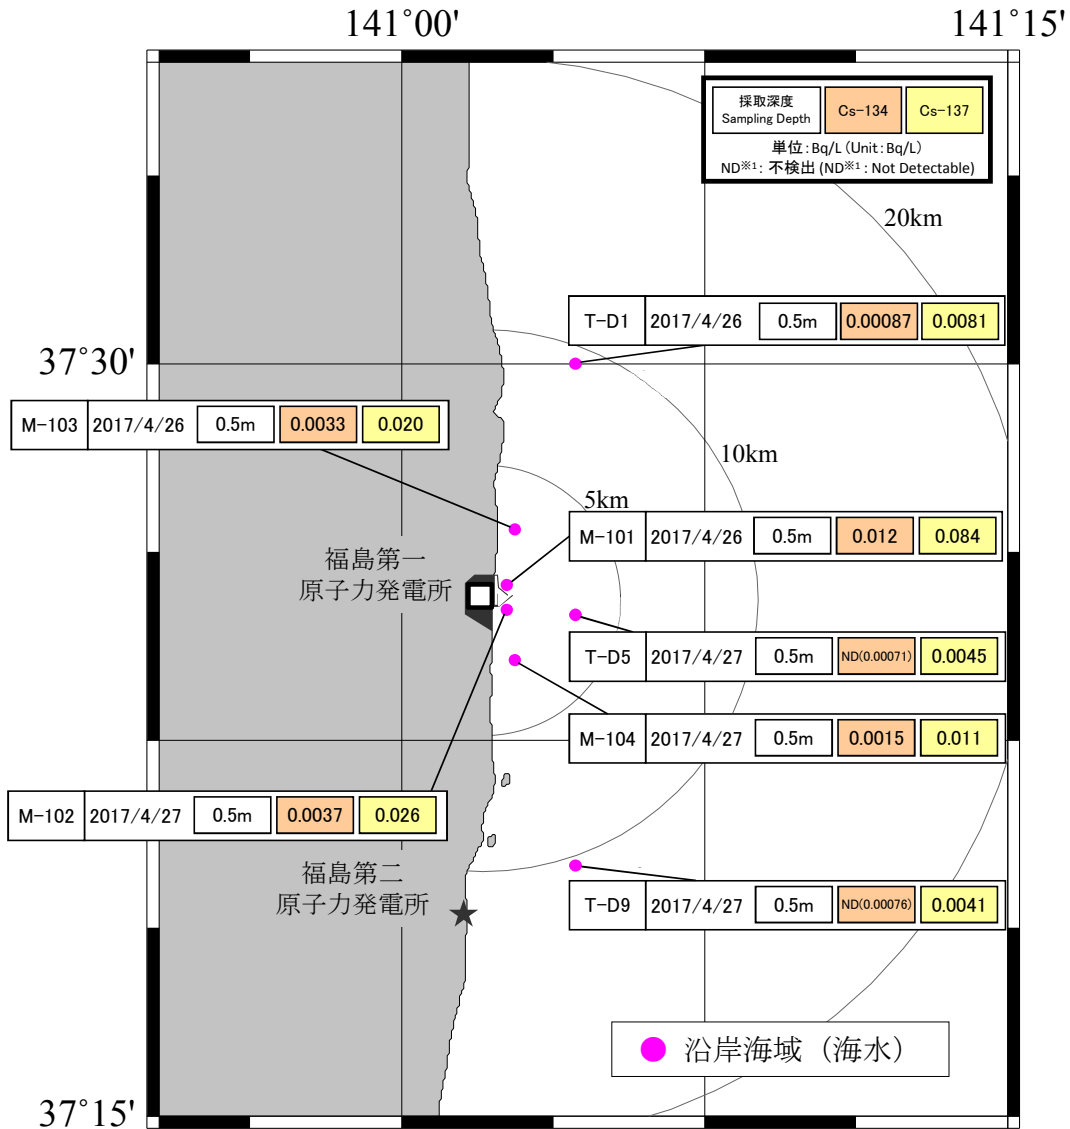 141°00'
141°15'
採取深度
Sampling Depth
Cs-134
Cs-137
単位：Bq/L (Unit：Bq/L)
ND※1：不検出 (ND※1：Not Detectable)
20km
T-D1 2017/4/26 0.5m 0.00087 0.0081
37°30'
M-103 2017/4/26 0.5m 0.0033 0.020
10km
5km
M-101 2017/4/26 0.5m 0.012 0.084
福島第一
原子力発電所
T-D5 2017/4/27 0.5m ND(0.00071) 0.0045
M-104 2017/4/27 0.5m 0.0015 0.011
M-102 2017/4/27 0.5m 0.0037 0.026
福島第二
原子力発電所
T-D9 2017/4/27 0.5m ND(0.00076) 0.0041
沿岸海域（海水）
37°15'